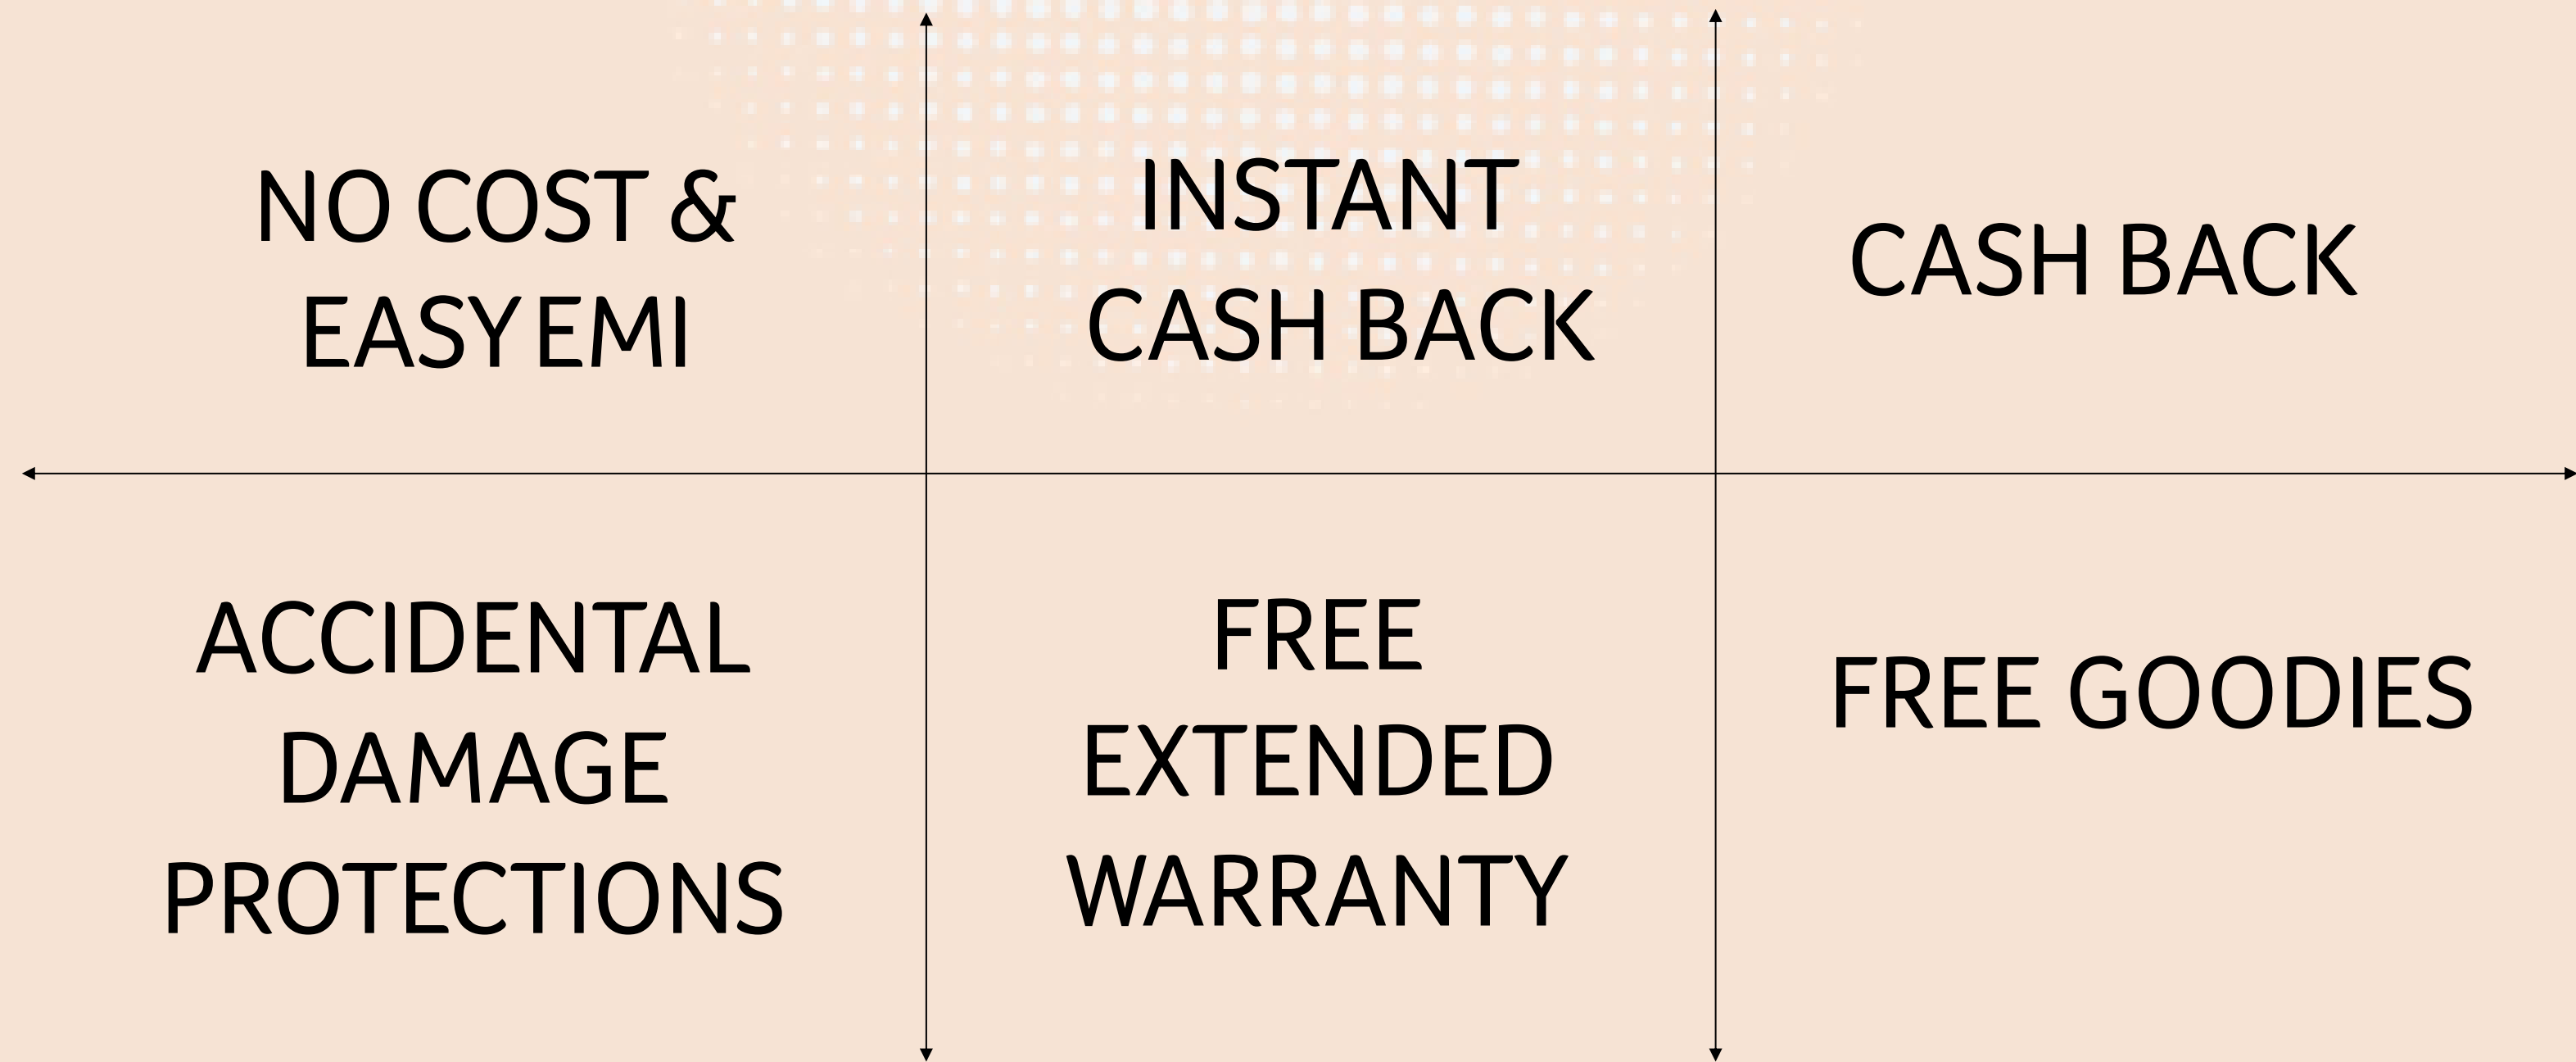 NO COST &
EASY EMI
INSTANT
CASH BACK
CASH BACK
ACCIDENTAL
DAMAGE
PROTECTIONS
FREE
EXTENDED
WARRANTY
FREE GOODIES